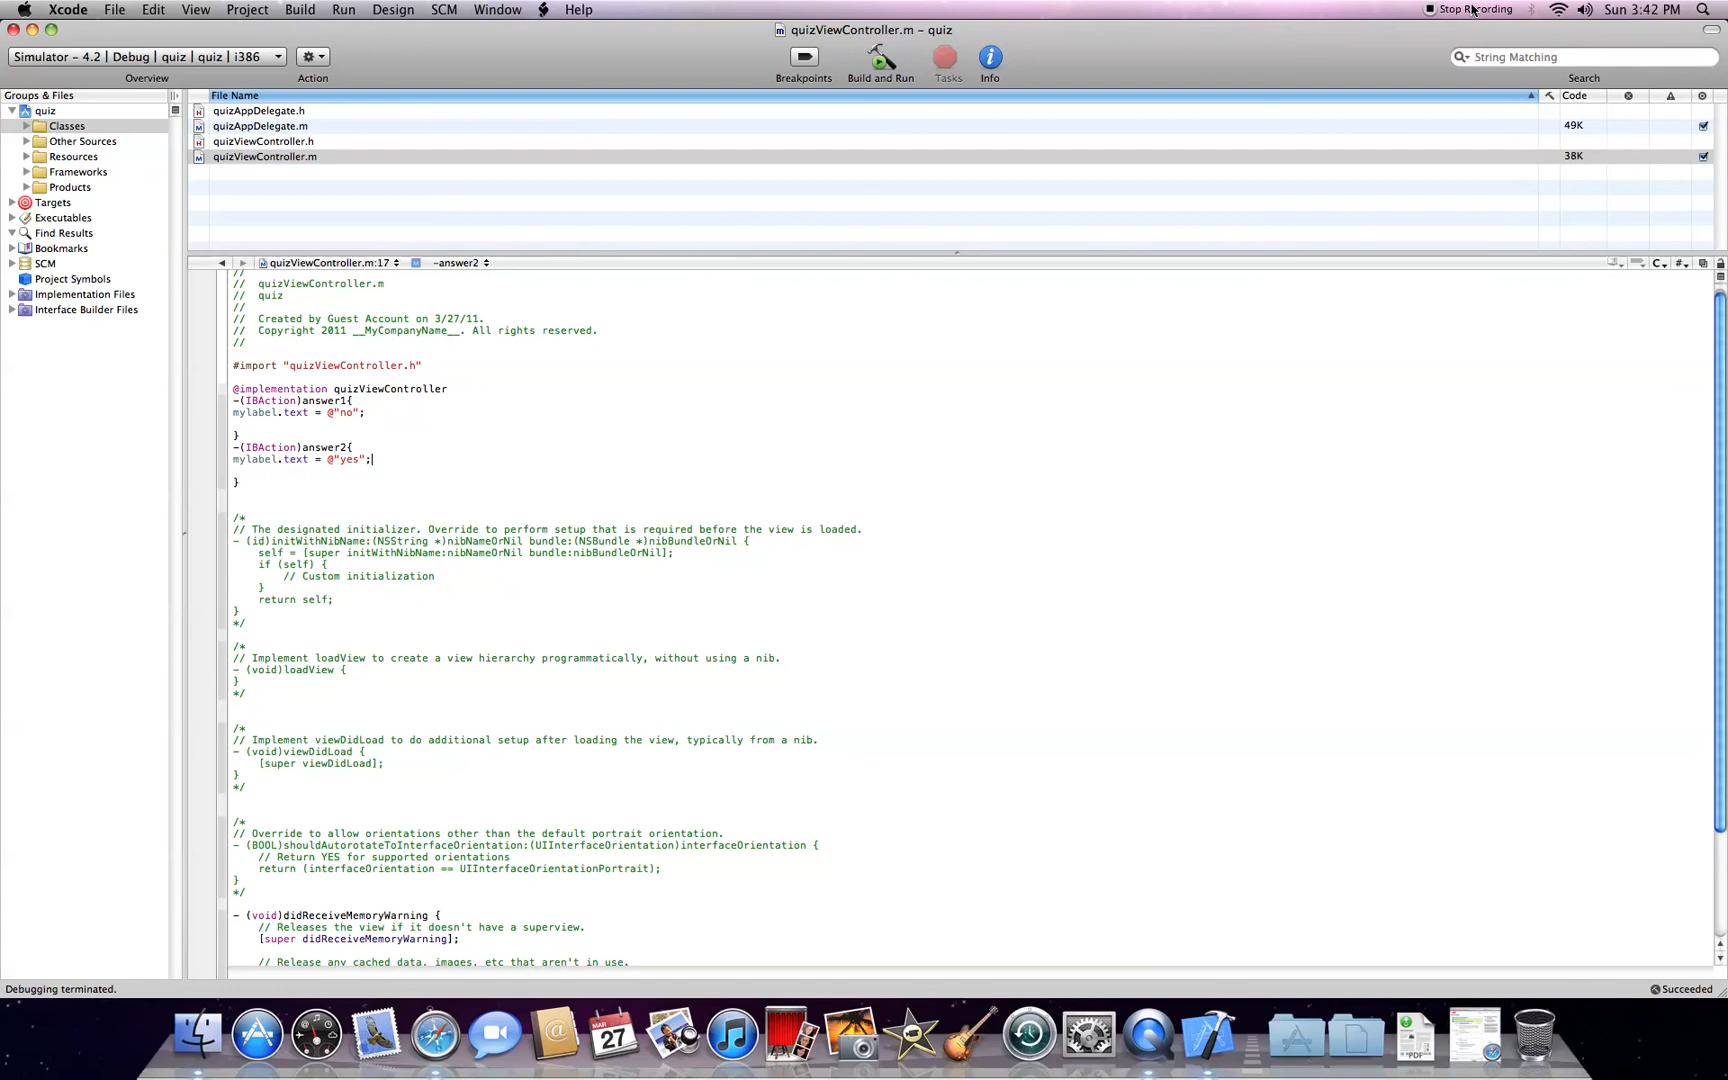 Xcode File Edit View Project Build Run Design SCM Window Help Stop Recording Sun 3:42 PM
quizViewController.m – quiz
Simulator - 4.2 | Debug | quiz | quiz | i386 String Matching
Overview Action Breakpoints Build and Run Tasks Info Search
Groups & Files File Name Code
quiz
Classes
Other Sources
Resources
Frameworks
Products
Targets
Executables
Find Results
Bookmarks
SCM
Project Symbols
Implementation Files
Interface Builder Files
quizAppDelegate.h
quizAppDelegate.m 49K
quizViewController.h
quizViewController.m 38K
quizViewController.m:17 -answer2
//
// quizViewController.m
// quiz
//
// Created by Guest Account on 3/27/11.
// Copyright 2011 __MyCompanyName__. All rights reserved.
//
#import "quizViewController.h"
@implementation quizViewController
-(IBAction)answer1{
mylabel.text = @"no";
}
-(IBAction)answer2{
mylabel.text = @"yes";
}
/*
// The designated initializer. Override to perform setup that is required before the view is loaded.
- (id)initWithNibName:(NSString *)nibNameOrNil bundle:(NSBundle *)nibBundleOrNil {
self = [super initWithNibName:nibNameOrNil bundle:nibBundleOrNil];
if (self) {
// Custom initialization
}
return self;
}
*/
/*
// Implement loadView to create a view hierarchy programmatically, without using a nib.
- (void)loadView {
}
*/
/*
// Implement viewDidLoad to do additional setup after loading the view, typically from a nib.
- (void)viewDidLoad {
[super viewDidLoad];
}
*/
/*
// Override to allow orientations other than the default portrait orientation.
- (BOOL)shouldAutorotateToInterfaceOrientation:(UIInterfaceOrientation)interfaceOrientation {
// Return YES for supported orientations
return (interfaceOrientation == UIInterfaceOrientationPortrait);
}
*/
- (void)didReceiveMemoryWarning {
// Releases the view if it doesn't have a superview.
[super didReceiveMemoryWarning];
// Release any cached data, images, etc that aren't in use.
Debugging terminated. Succeeded
MAR
27
PDF